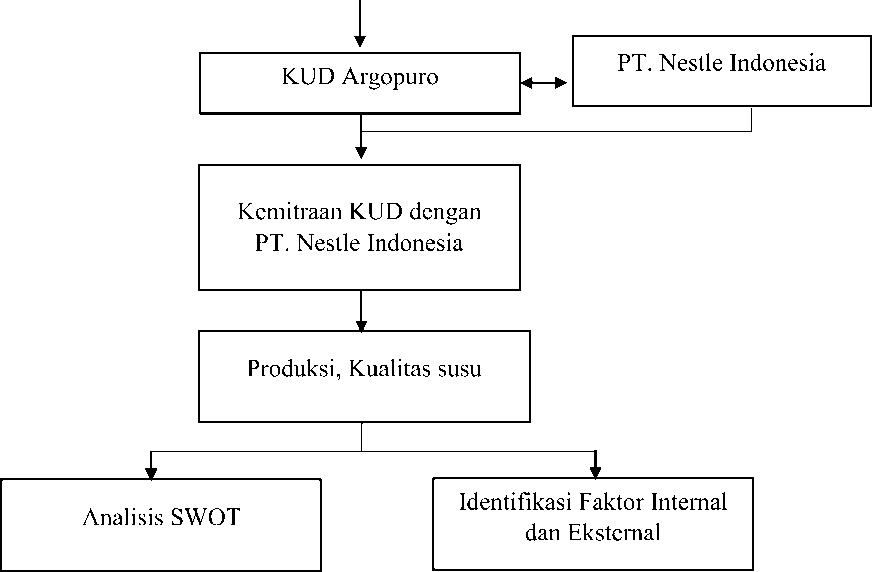 KUD Argopuro
PT. Nestle Indonesia
Kemitraan KUD dengan
PT. Nestle Indonesia
Produksi, Kualitas susu
Analisis SWOT
Identifikasi Faktor Internal
dan Eksternal